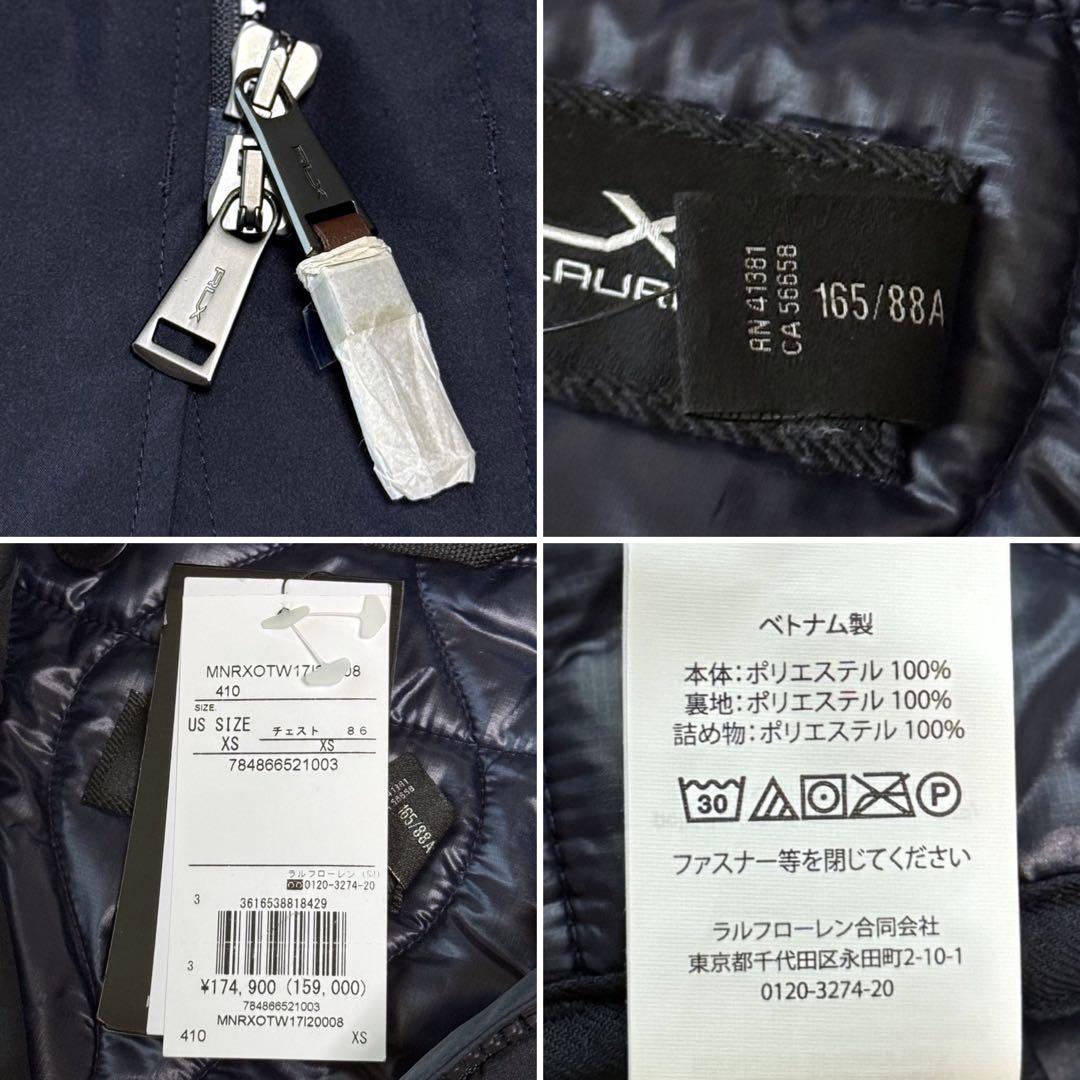 RLX
RLX
LX
LAUR
RN 41381
CA 56658
165/88A
MNRXOTW17I20008
410
SIZE.
US SIZE チェスト 86
XS XS
784866521003
41381
56658
165/88A
ラルフローレン(株)
0120-3274-20
3
3616538818429
3
¥174,900 (159,000)
784866521003
MNRXOTW17I20008
410 XS
ベトナム製
本体:ポリエステル 100%
裏地:ポリエステル 100%
詰め物:ポリエステル 100%
30 P
ファスナー等を閉じてください
ラルフローレン合同会社
東京都千代田区永田町2-10-1
0120-3274-20